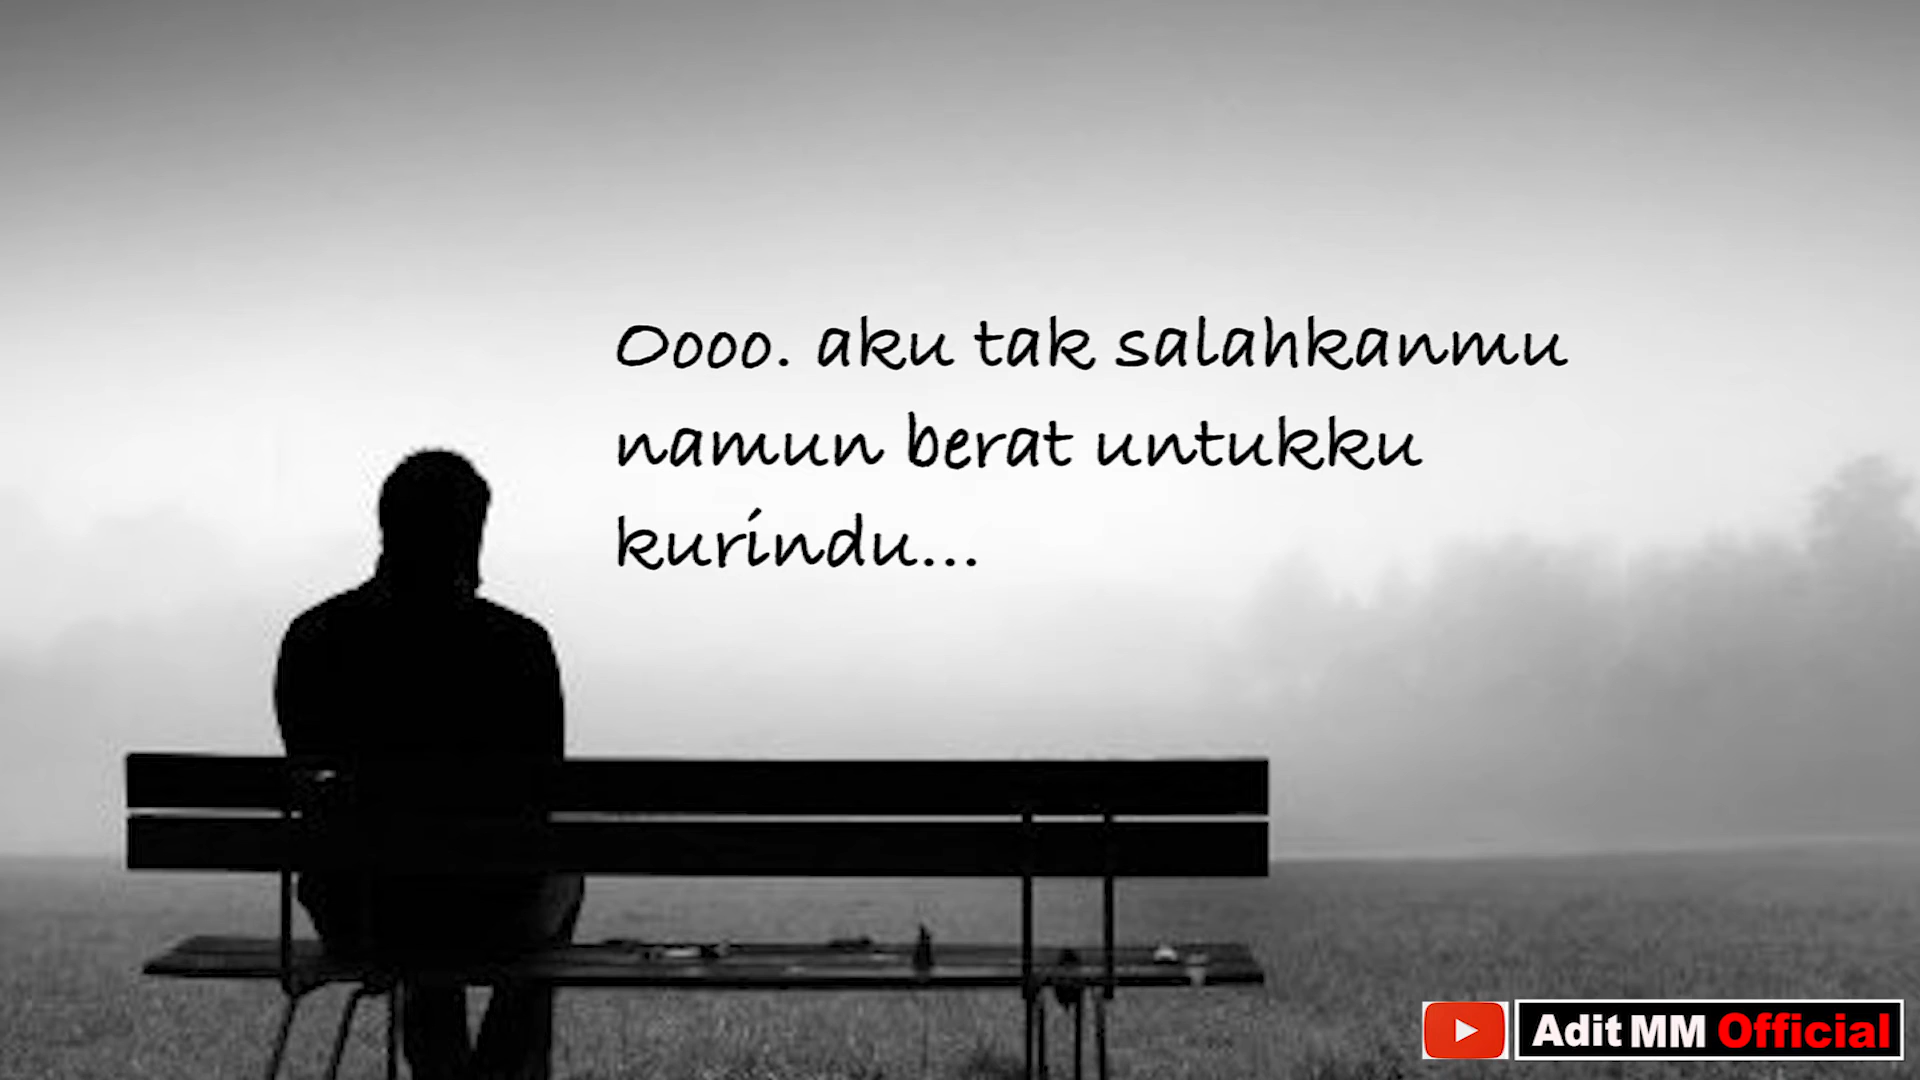 Oooo. aku tak salahkanmu
namun berat untukku
kurindu...
Adit MM Official